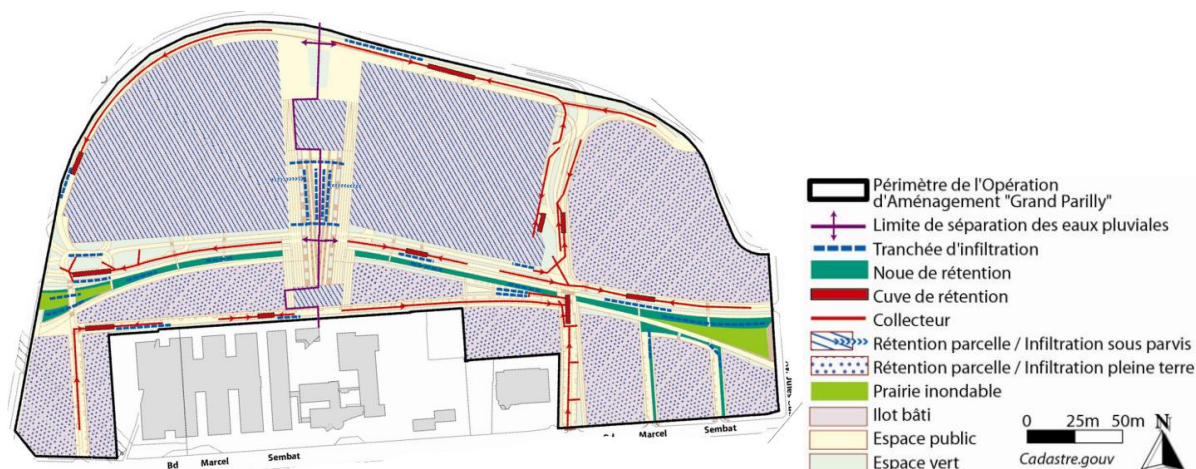 Périmètre de l'Opération
d'Aménagement "Grand Parilly"
Limite de séparation des eaux pluviales
Tranchée d'infiltration
Noue de rétention
Cuve de rétention
Collecteur
Rétention parcelle / Infiltration sous parvis
Rétention parcelle / Infiltration pleine terre
Prairie inondable
Ilot bâti
Espace public
Espace vert
0 25m 50m
N
Cadastre.gouv
Bd Marcel Sembat
Marcel Sembat